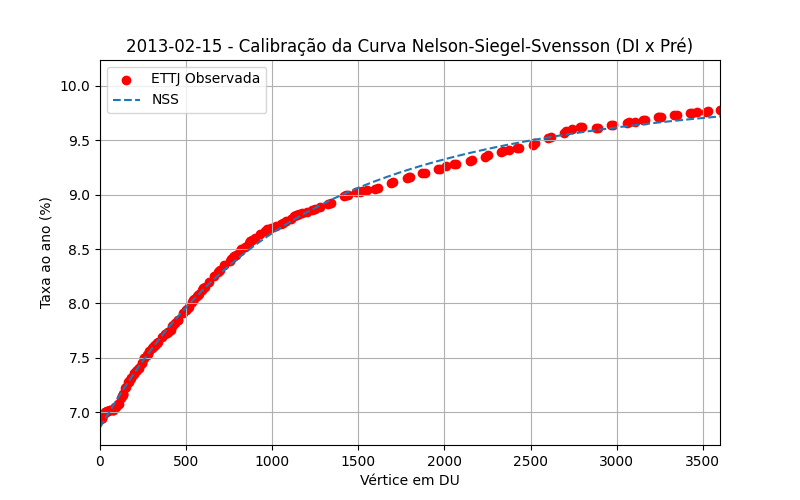 2013-02-15 - Calibração da Curva Nelson-Siegel-Svensson (DI x Pré)
ETTJ Observada
NSS
Taxa ao ano (%)
10.0
9.5
9.0
8.5
8.0
7.5
7.0
0 500 1000 1500 2000 2500 3000 3500
Vértice em DU